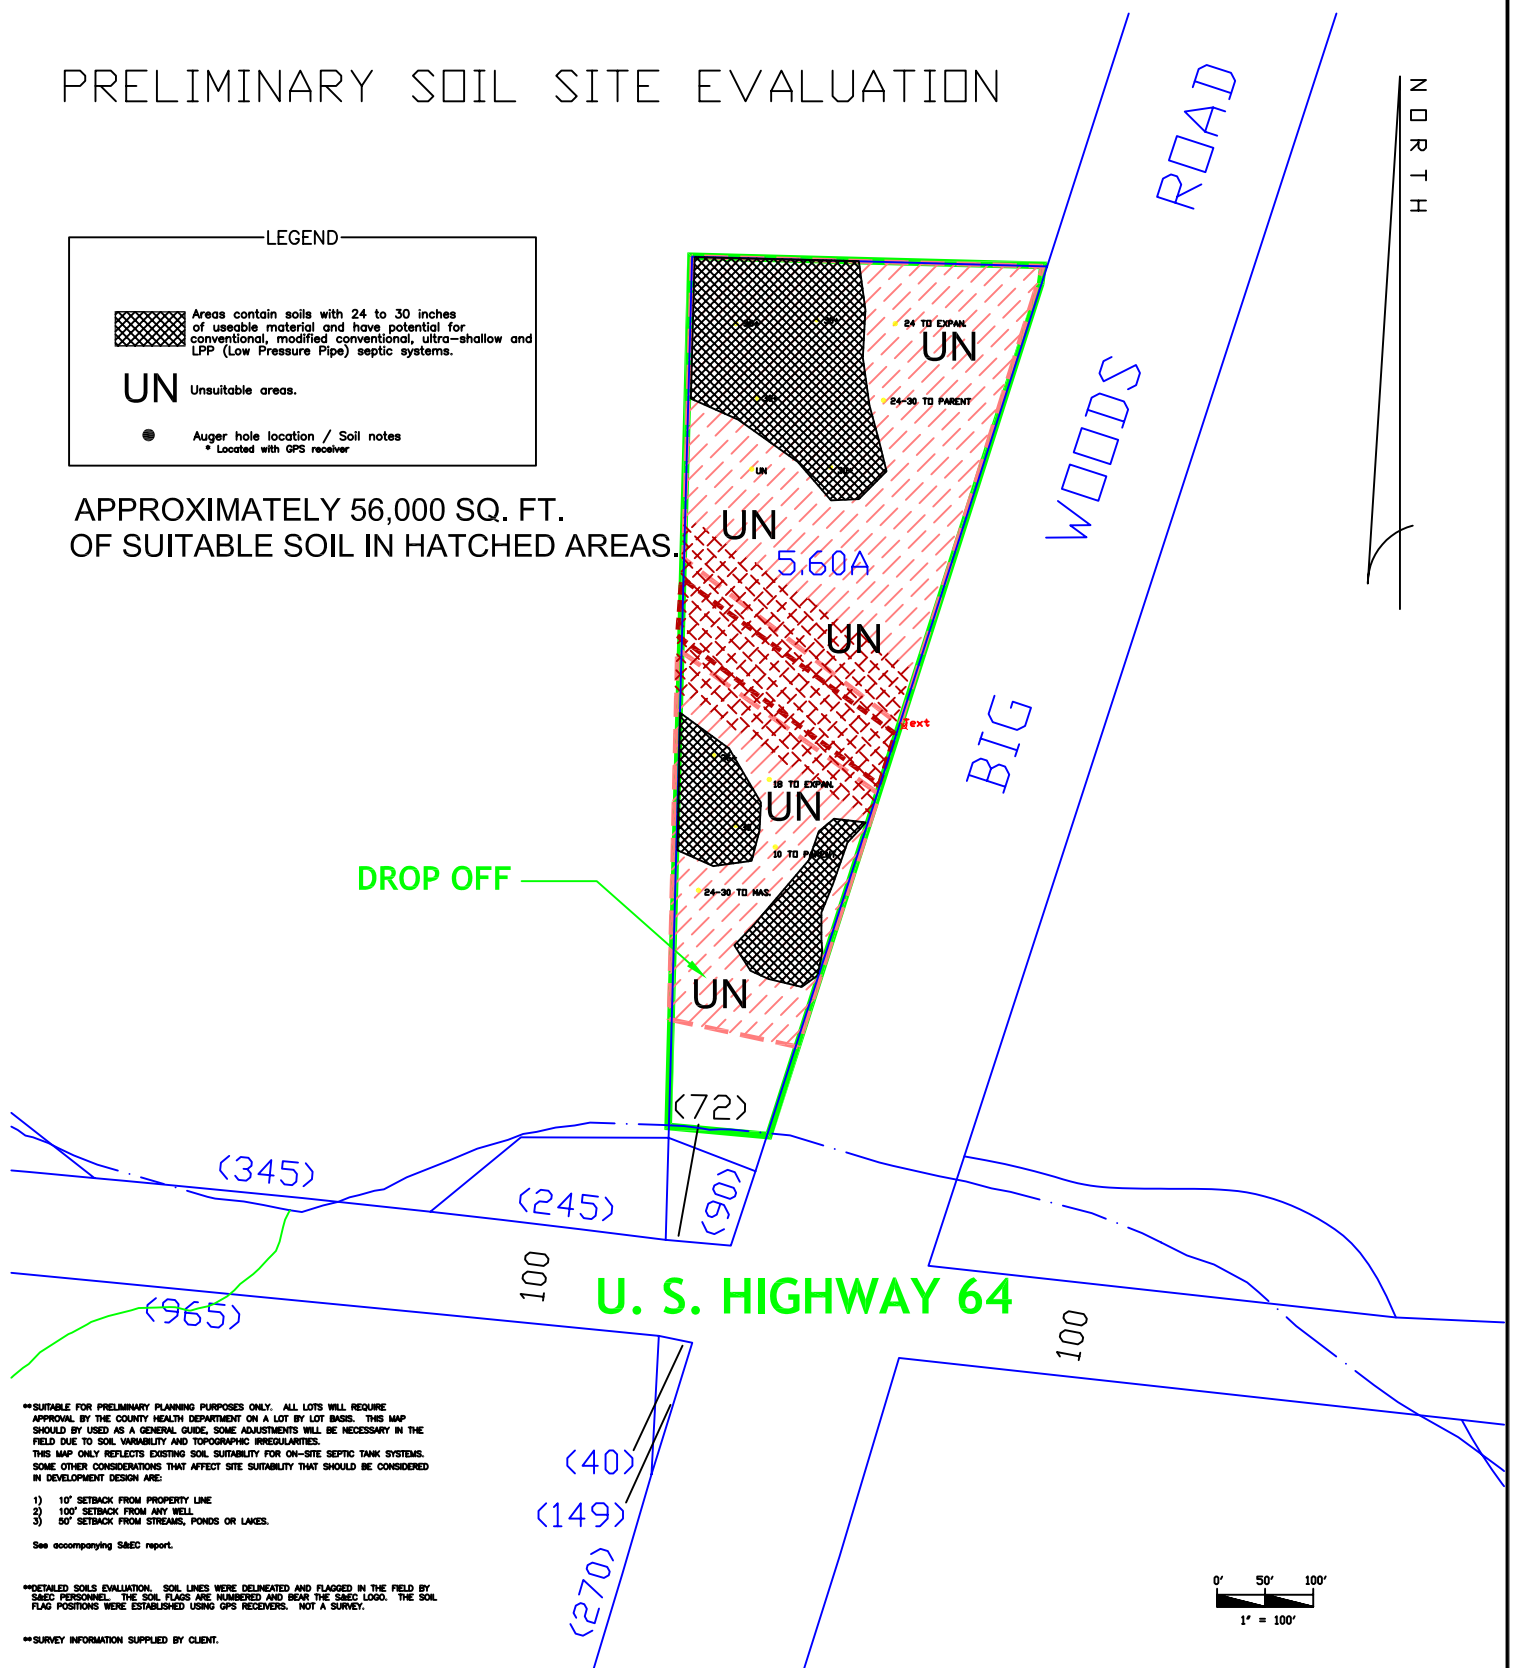 PRELIMINARY SOIL SITE EVALUATION
NORTH
ROAD
WOODS
BIG
LEGEND
Areas contain soils with 24 to 30 inches
of useable material and have potential for
conventional, modified conventional, ultra-shallow and
LPP (Low Pressure Pipe) septic systems.
UN Unsuitable areas.
Auger hole location / Soil notes
* Located with GPS receiver
APPROXIMATELY 56,000 SQ. FT.
OF SUITABLE SOIL IN HATCHED AREAS.
24 TO EXPAN.
UN
24-30 TO PARENT
UN
UN
5.60A
UN
Text
18 TO EXPAN.
UN
10 TO PARENT
DROP OFF
24-30 TO HAS.
UN
(72)
(345)
(245)
(90)
100
U. S. HIGHWAY 64
(965)
100
(40)
(149)
(270)
**SUITABLE FOR PRELIMINARY PLANNING PURPOSES ONLY. ALL LOTS WILL REQUIRE
APPROVAL BY THE COUNTY HEALTH DEPARTMENT ON A LOT BY LOT BASIS. THIS MAP
SHOULD BY USED AS A GENERAL GUIDE, SOME ADJUSTMENTS WILL BE NECESSARY IN THE
FIELD DUE TO SOIL VARIABILITY AND TOPOGRAPHIC IRREGULARITIES.
THIS MAP ONLY REFLECTS EXISTING SOIL SUITABILITY FOR ON-SITE SEPTIC TANK SYSTEMS.
SOME OTHER CONSIDERATIONS THAT AFFECT SITE SUITABILITY THAT SHOULD BE CONSIDERED
IN DEVELOPMENT DESIGN ARE:
1) 10' SETBACK FROM PROPERTY LINE
2) 100' SETBACK FROM ANY WELL
3) 50' SETBACK FROM STREAMS, PONDS OR LAKES.
See accompanying S&EC report.
**DETAILED SOILS EVALUATION. SOIL LINES WERE DELINEATED AND FLAGGED IN THE FIELD BY
S&EC PERSONNEL. THE SOIL FLAGS ARE NUMBERED AND BEAR THE S&EC LOGO. THE SOIL
FLAG POSITIONS WERE ESTABLISHED USING GPS RECEIVERS. NOT A SURVEY.
**SURVEY INFORMATION SUPPLIED BY CLIENT.
0' 50' 100'
1" = 100'